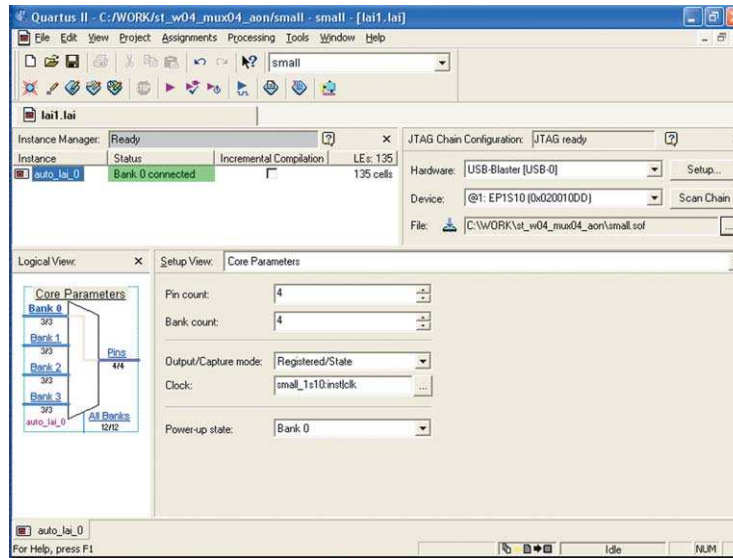 Quartus II - C:/WORK/st_w04_mux04_aon/small - small - [lai1.lai]
File Edit View Project Assignments Processing Tools Window Help
small
lai1.lai
Instance Manager: Ready
JTAG Chain Configuration: JTAG ready
Instance Status Incremental Compilation LEs: 135
auto_lai_0 Bank 0 connected 135 cells
Hardware: USB-Blaster [USB-0] Setup...
Device: @1: EP1S10 (0x020010DD) Scan Chain
File: C:\WORK\st_w04_mux04_aon\small.sof ...
Logical View: Setup View: Core Parameters
Core Parameters
Bank 0
3/3
Bank 1
3/3
Bank 2
3/3
Bank 3
3/3
Pins
4/4
auto_lai_0
All Banks
12/12
Pin count: 4
Bank count: 4
Output/Capture mode: Registered/State
Clock: small_1s10:inst|clk ...
Power-up state: Bank 0
auto_lai_0
For Help, press F1 Idle NUM